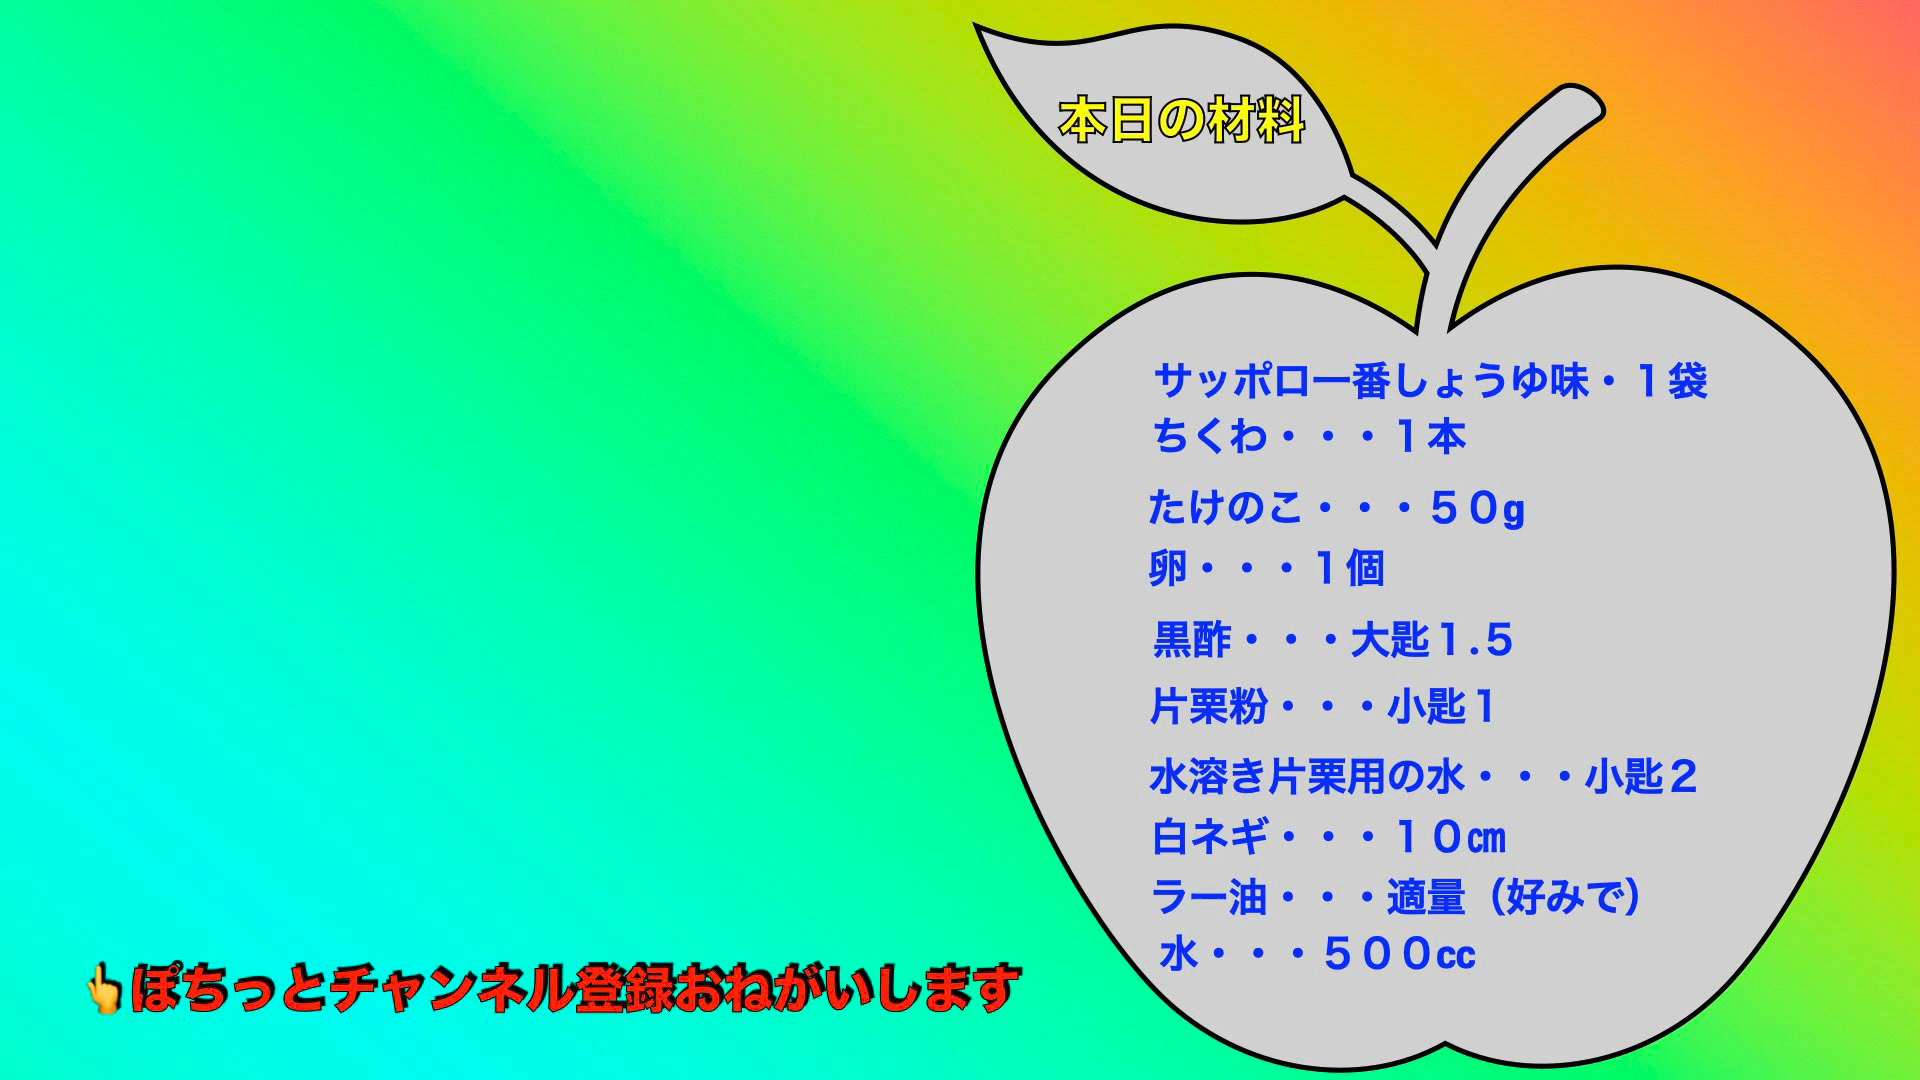 本日の材料
サッポロ一番しょうゆ味・１袋
ちくわ・・・１本
たけのこ・・・５０g
卵・・・１個
黒酢・・・大匙１.５
片栗粉・・・小匙１
水溶き片栗用の水・・・小匙２
白ネギ・・・１０㎝
ラー油・・・適量（好みで）
水・・・５００cc
👆ぽちっとチャンネル登録おねがいします